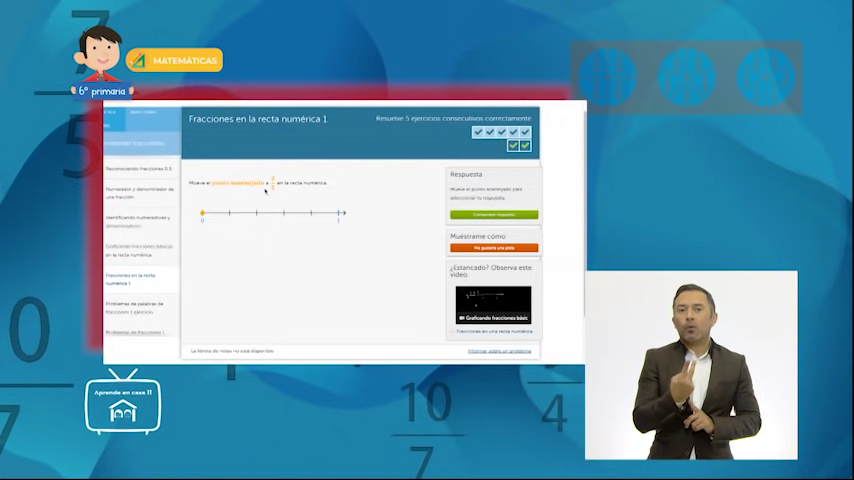 MATEMÁTICAS
6° primaria
Fracciones en la recta numérica 1
Resuelve 5 ejercicios consecutivos correctamente
Reconociendo fracciones 0.5
Numerador y denominador de
una fracción
Identificando numeradores y
denominadores
Graficando fracciones básicas
en la recta numérica
Fracciones en la recta
numérica 1
Problemas de palabras de
fracciones 1 ejercicio
Problemas de fracciones 1
Mueve el punto anaranjado a
en la recta numérica.
0
1
Respuesta
Mueve el punto anaranjado para
seleccionar tu respuesta.
Comprobar respuesta
Muéstrame cómo
Me gustaría una pista
¿Estancado? Observa este
video.
Graficando fracciones básic
Fracciones en una recta numérica
La libreta de notas no está disponible
Informar sobre un problema
Aprende en casa II
7
5
0
7
10
7
4